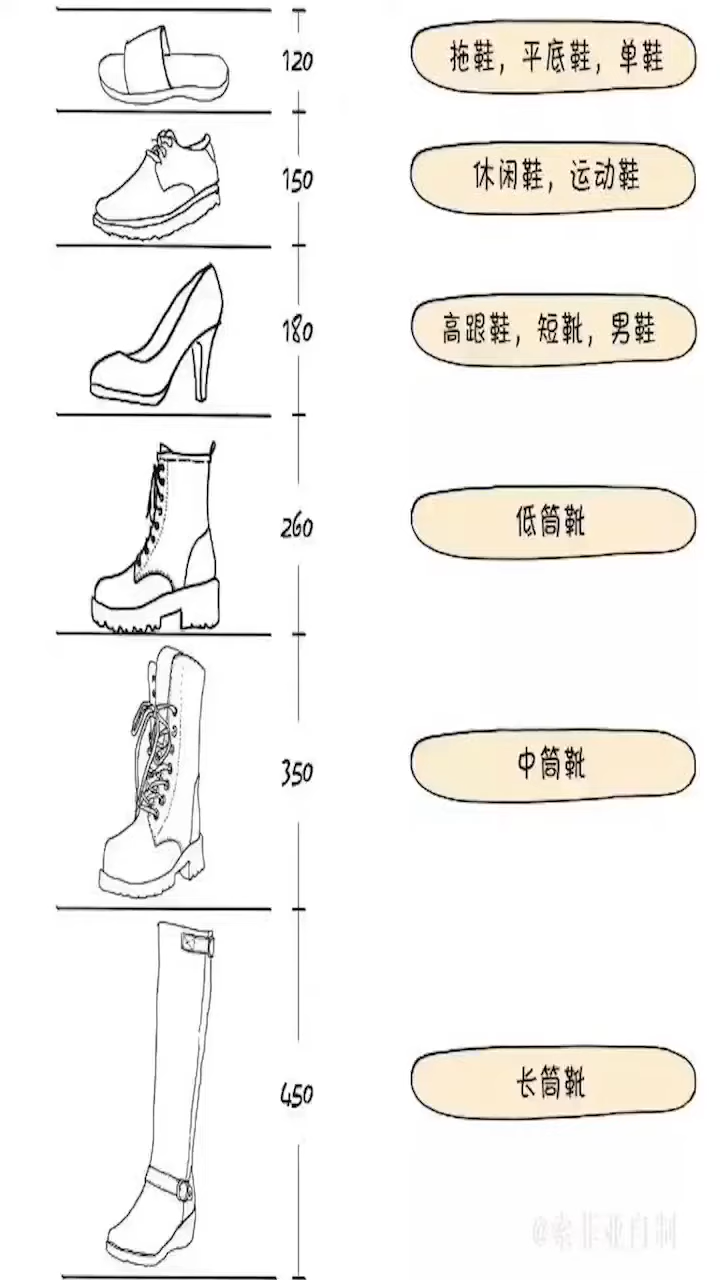 120
拖鞋，平底鞋，单鞋
150
休闲鞋，运动鞋
180
高跟鞋，短靴，男鞋
260
低筒靴
350
中筒靴
450
长筒靴
@索菲亚自制